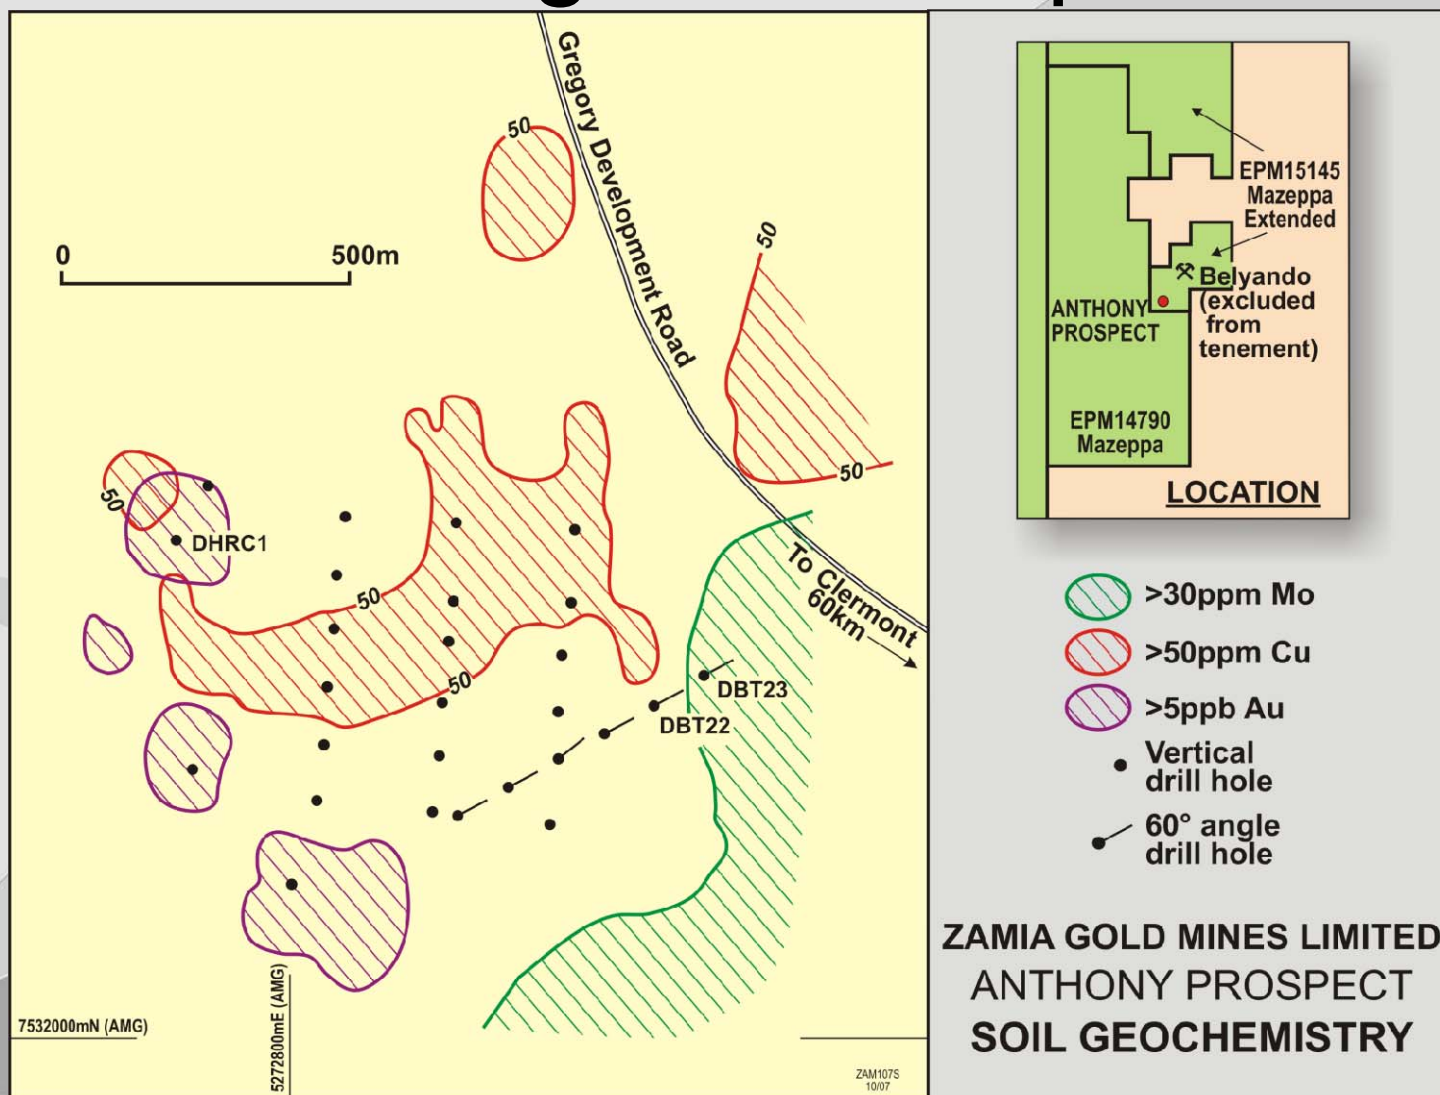 50
Gregory Development Road
0 500m
50
50
50
DHRC1
50
To Clermont
60km
50
DBT23
DBT22
7532000mN (AMG)
5272800mE (AMG)
ZAM107S
10/07
EPM15145
Mazeppa
Extended
Belyando
(excluded
from
tenement)
ANTHONY
PROSPECT
EPM14790
Mazeppa
LOCATION
>30ppm Mo
>50ppm Cu
>5ppb Au
Vertical
drill hole
60° angle
drill hole
ZAMIA GOLD MINES LIMITED
ANTHONY PROSPECT
SOIL GEOCHEMISTRY